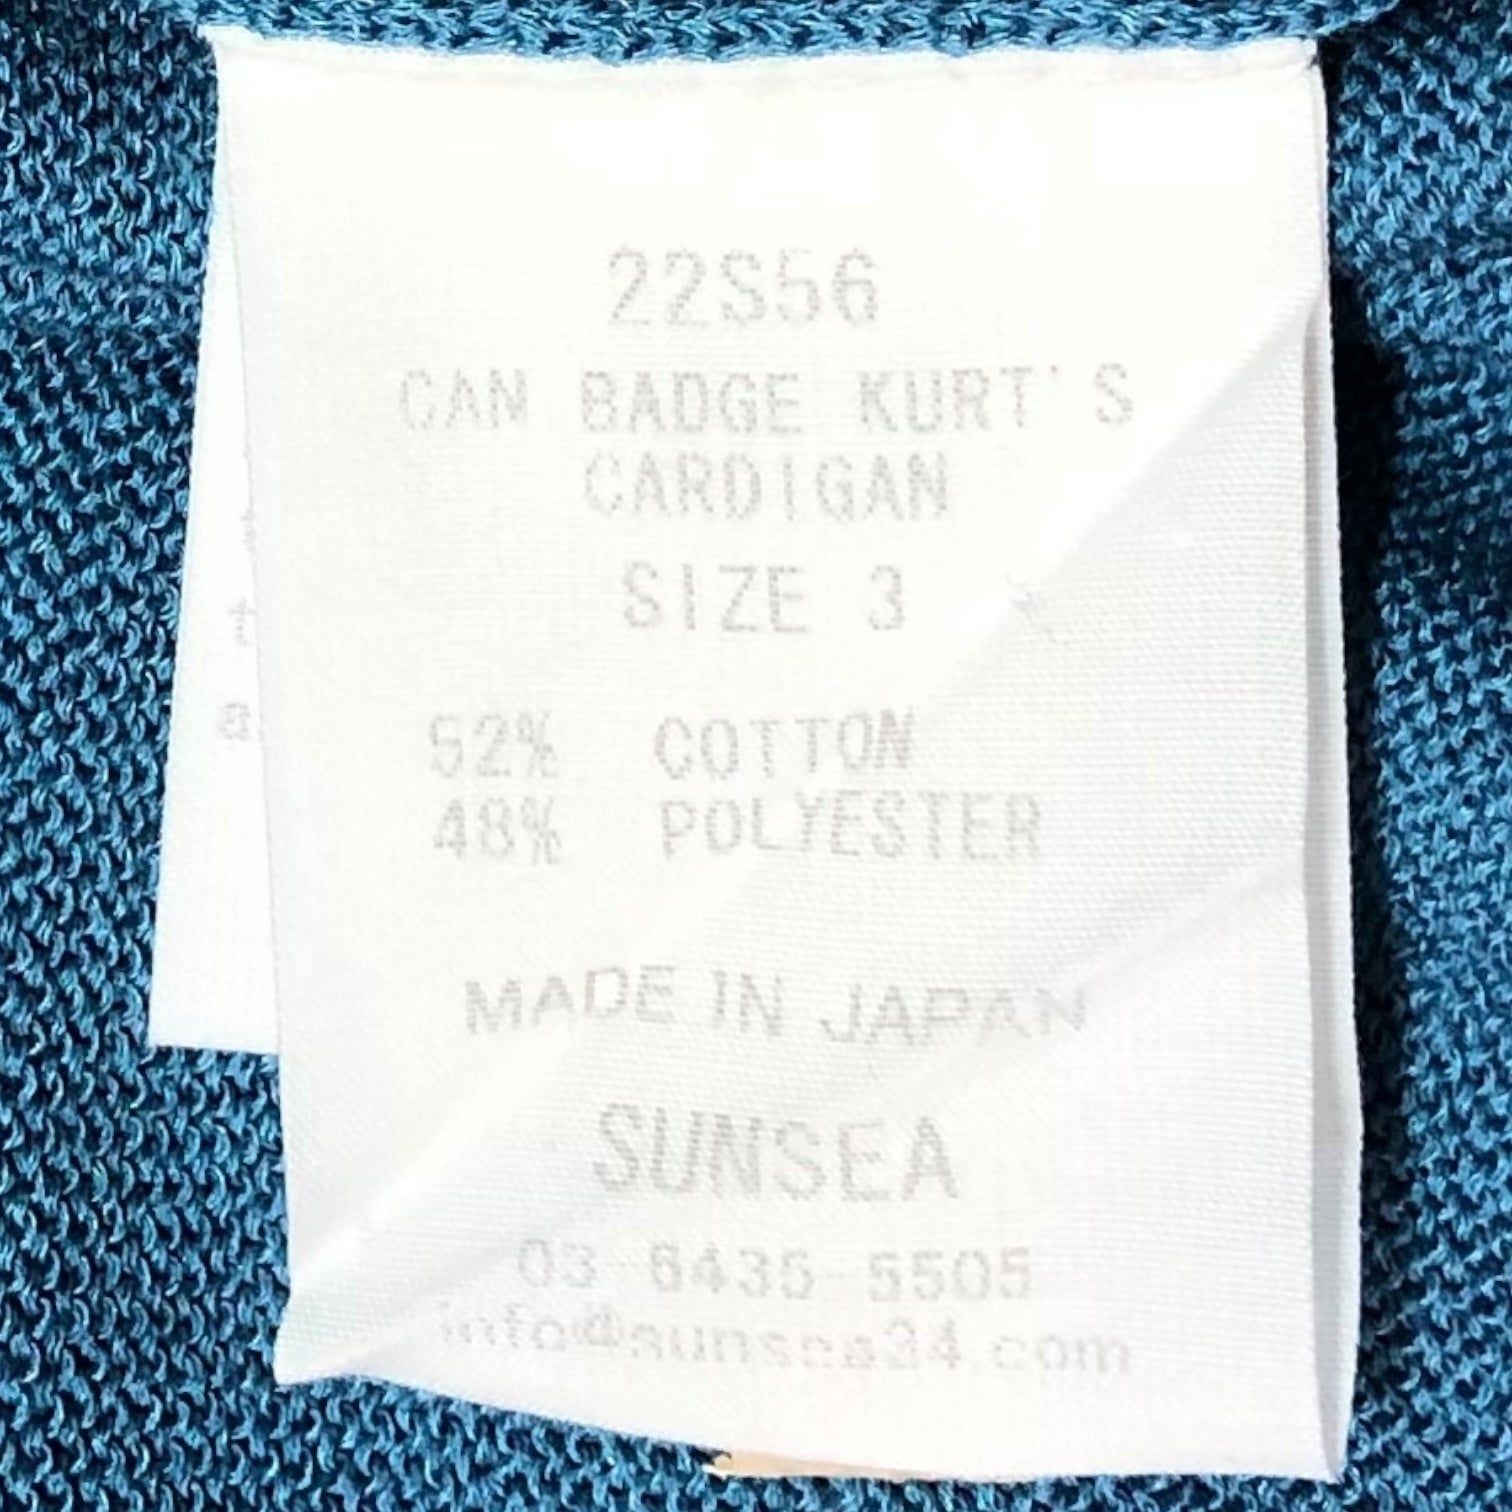 22S56
CAN BADGE KURT'S
CARDIGAN
SIZE 3
52% COTTON
48% POLYESTER
MADE IN JAPAN
SUNSEA
03-6435-5505
info@sunsea34.com
t
t
a